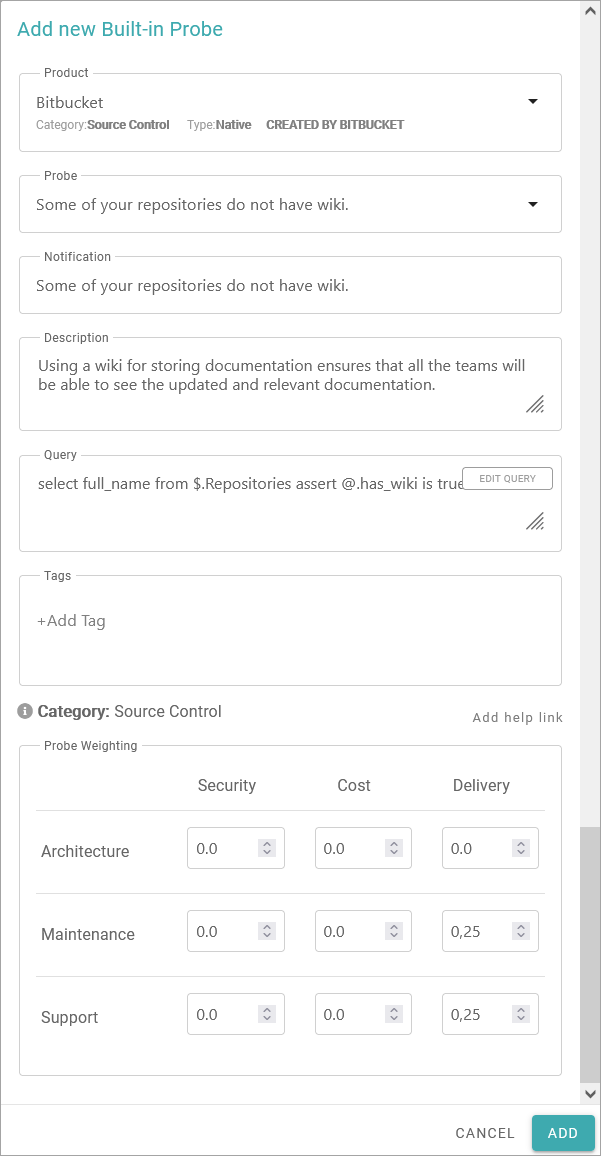 Add new Built-in Probe
Product
Bitbucket
Category:Source Control Type:Native CREATED BY BITBUCKET
Probe
Some of your repositories do not have wiki.
Notification
Some of your repositories do not have wiki.
Description
Using a wiki for storing documentation ensures that all the teams will
be able to see the updated and relevant documentation.
Query
select full_name from $.Repositories assert @.has_wiki is true EDIT QUERY
Tags
+Add Tag
Category: Source Control
Add help link
Probe Weighting
Security Cost Delivery
Architecture 0.0 0.0 0.0
Maintenance 0.0 0.0 0,25
Support 0.0 0.0 0,25
CANCEL ADD